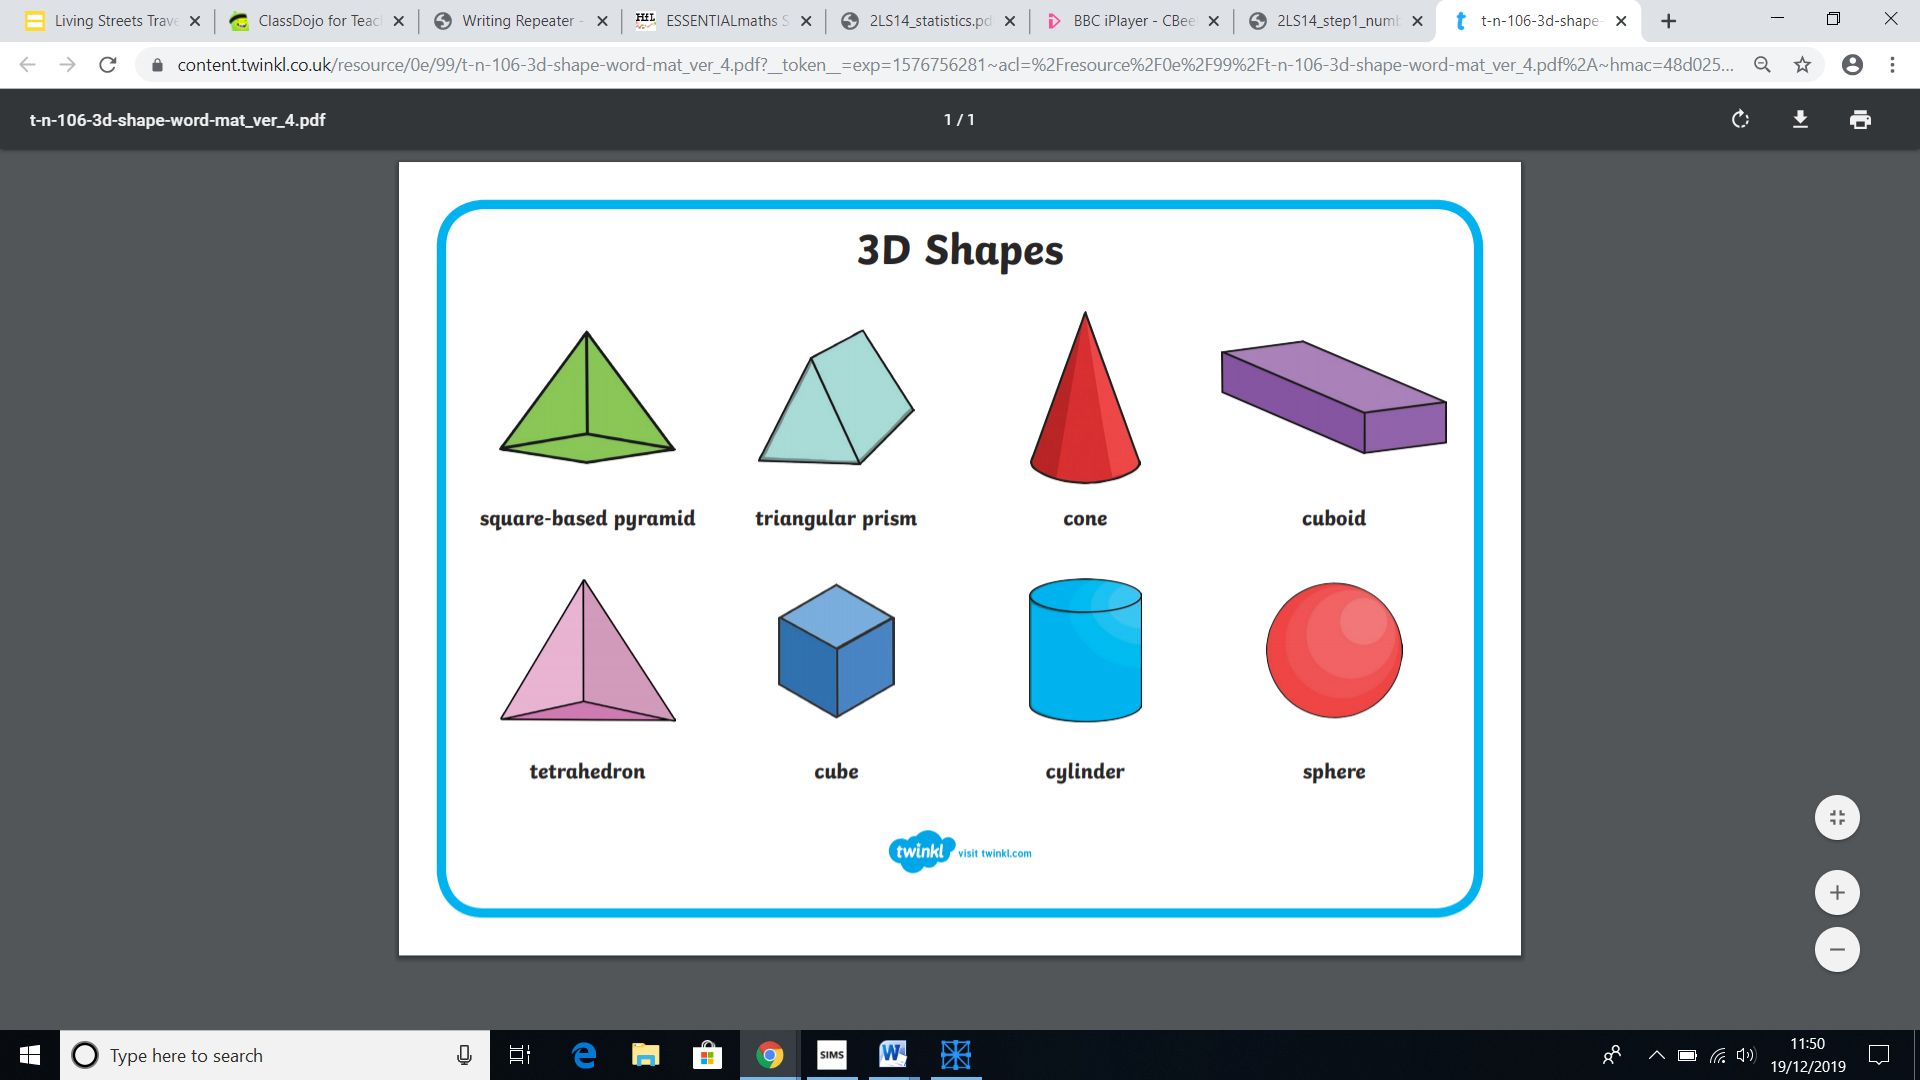 Living Streets Trave
ClassDojo for Teac
Writing Repeater -
HfL
ESSENTIALmaths S
2LS14_statistics.pd
BBC iPlayer - CBee
2LS14_step1_numb
t-n-106-3d-shape-
content.twinkl.co.uk/resource/0e/99/t-n-106-3d-shape-word-mat_ver_4.pdf?__token__=exp=1576756281~acl=%2Fresource%2F0e%2F99%2Ft-n-106-3d-shape-word-mat_ver_4.pdf%2A~hmac=48d025...
t-n-106-3d-shape-word-mat_ver_4.pdf
1 / 1
3D Shapes
square-based pyramid
triangular prism
cone
cuboid
tetrahedron
cube
cylinder
sphere
twinkl visit twinkl.com
Type here to search
SIMS
W
11:50
19/12/2019